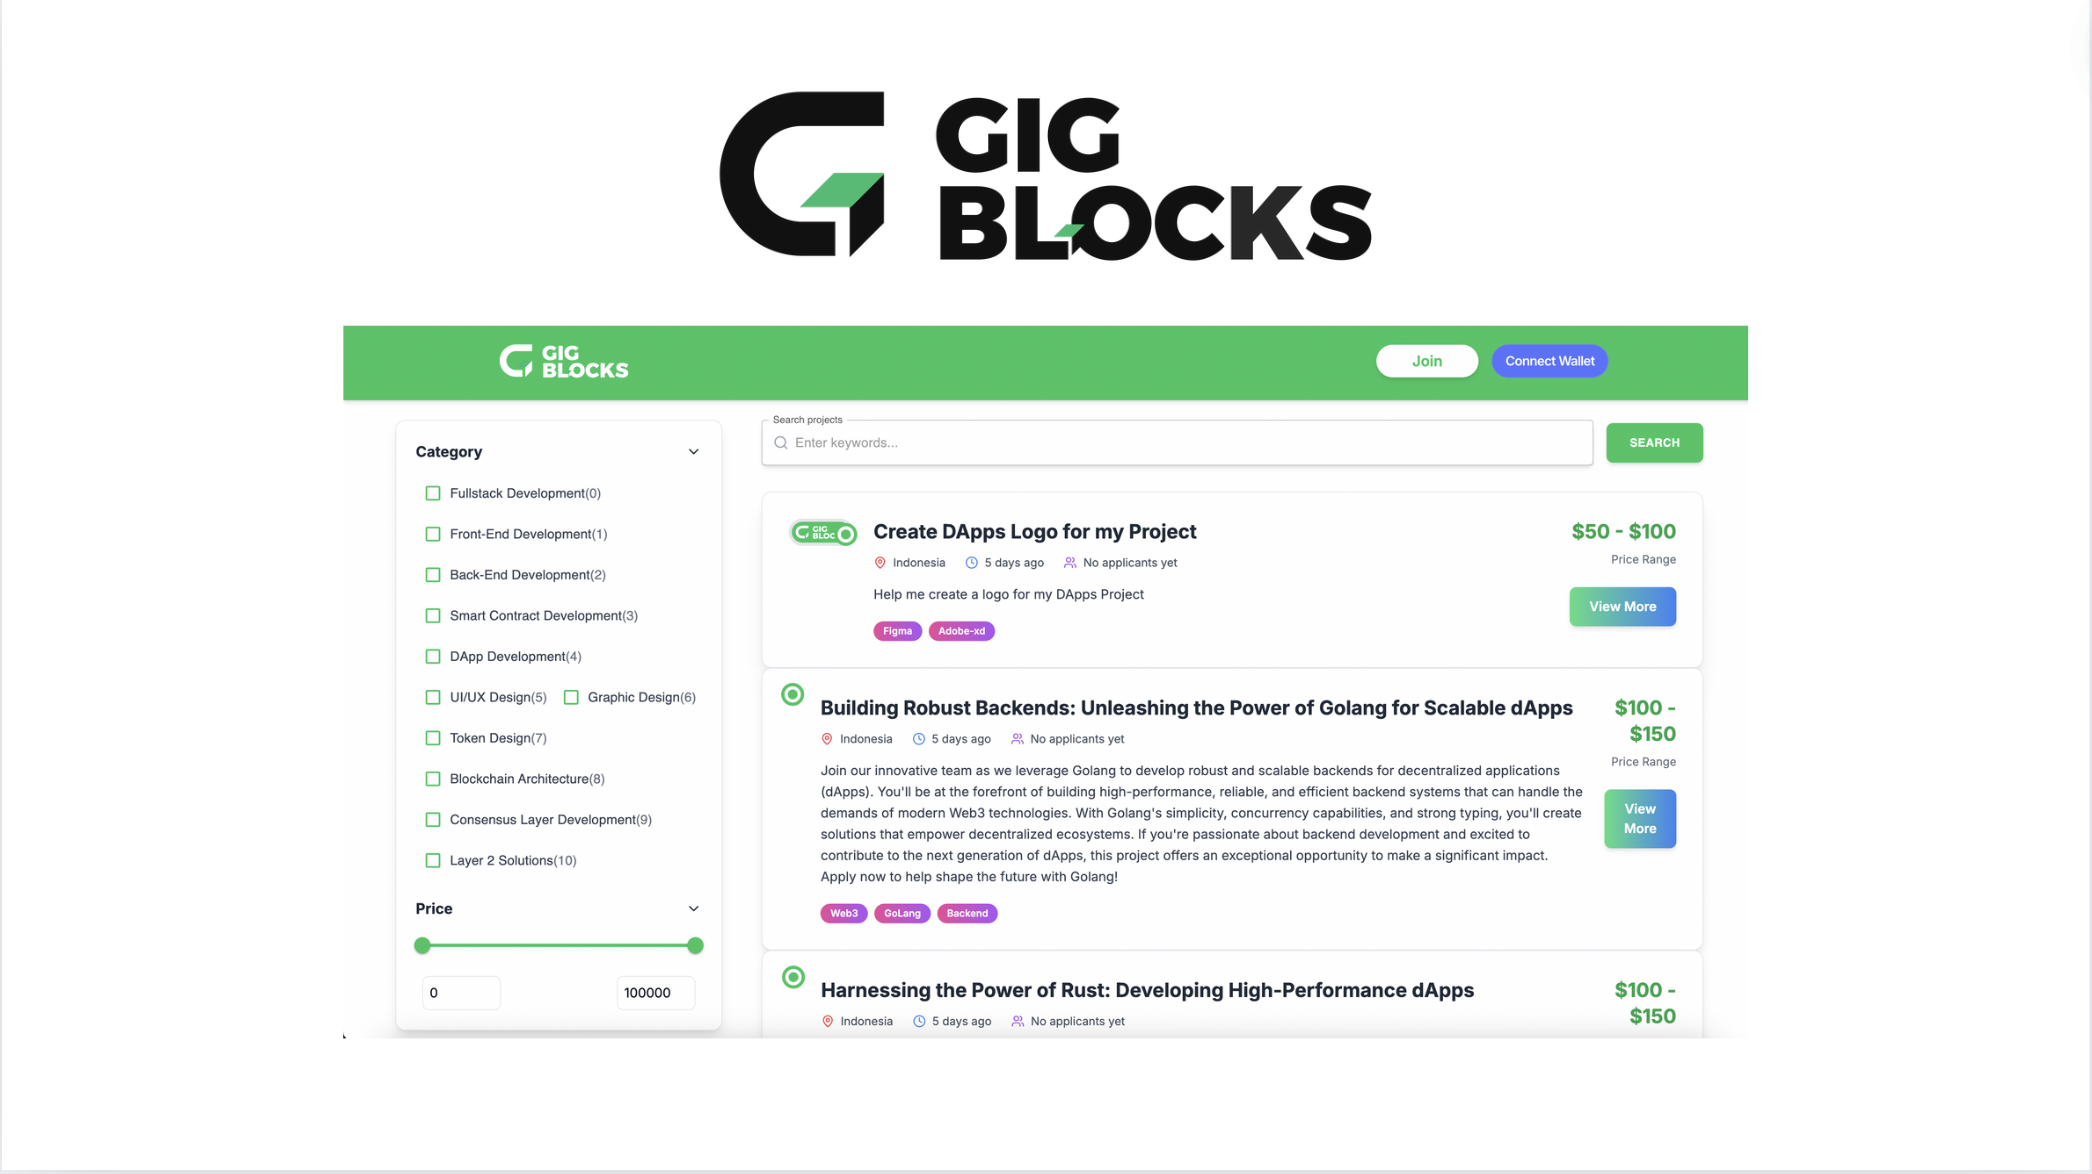 GIG
BLOCKS
GIG
BLOCKS
Join
Connect Wallet
Category
Fullstack Development(0)
Front-End Development(1)
Back-End Development(2)
Smart Contract Development(3)
DApp Development(4)
UI/UX Design(5) Graphic Design(6)
Token Design(7)
Blockchain Architecture(8)
Consensus Layer Development(9)
Layer 2 Solutions(10)
Price
0 100000
Search projects
Enter keywords...
SEARCH
GIG
BLOC
Create DApps Logo for my Project
Indonesia 5 days ago No applicants yet
Help me create a logo for my DApps Project
Figma Adobe-xd
$50 - $100
Price Range
View More
Building Robust Backends: Unleashing the Power of Golang for Scalable dApps
Indonesia 5 days ago No applicants yet
Join our innovative team as we leverage Golang to develop robust and scalable backends for decentralized applications
(dApps). You'll be at the forefront of building high-performance, reliable, and efficient backend systems that can handle the
demands of modern Web3 technologies. With Golang's simplicity, concurrency capabilities, and strong typing, you'll create
solutions that empower decentralized ecosystems. If you're passionate about backend development and excited to
contribute to the next generation of dApps, this project offers an exceptional opportunity to make a significant impact.
Apply now to help shape the future with Golang!
Web3 GoLang Backend
$100 -
$150
Price Range
View
More
Harnessing the Power of Rust: Developing High-Performance dApps
Indonesia 5 days ago No applicants yet
$100 -
$150